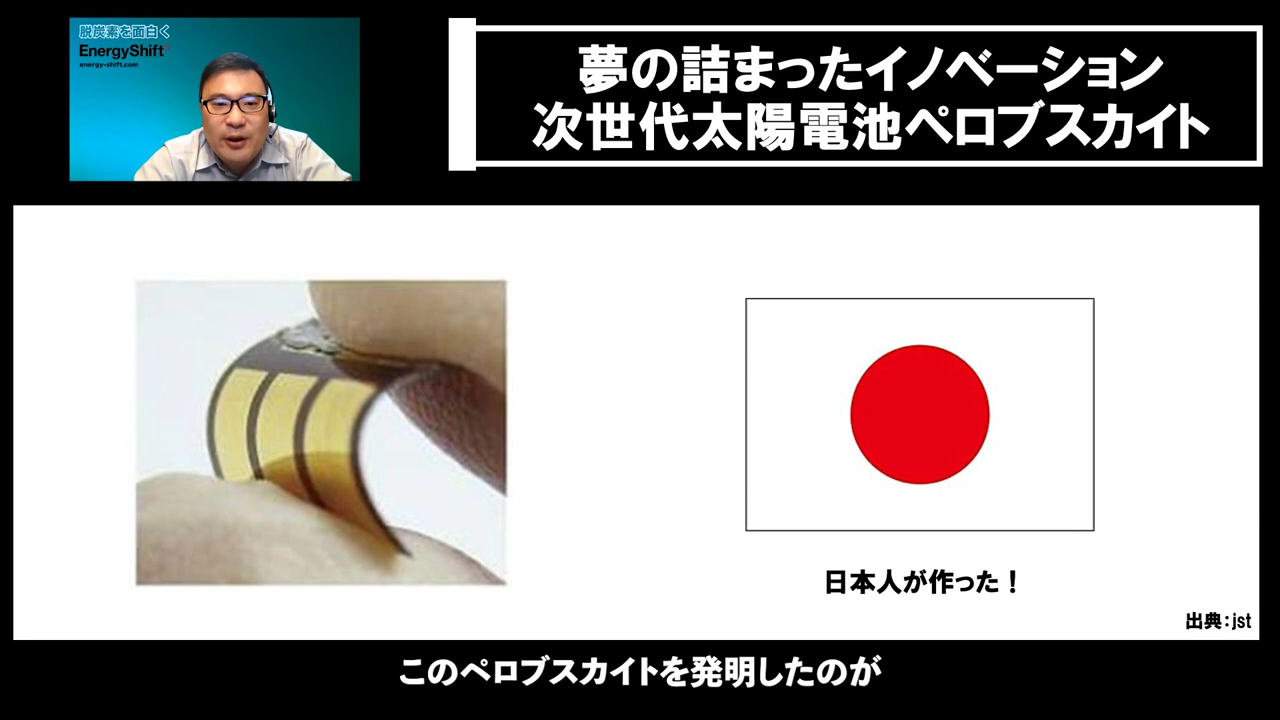 脱炭素を面白く
EnergyShift
energy-shift.com
夢の詰まったイノベーション
次世代太陽電池ペロブスカイト
日本人が作った！
出典：jst
このペロブスカイトを発明したのが